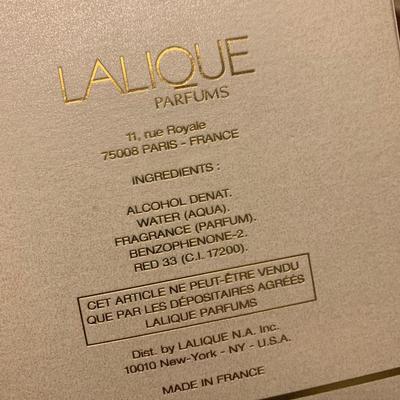 LALIQUE
PARFUMS
11, rue Royale
75008 PARIS - FRANCE
INGREDIENTS :
ALCOHOL DENAT.
WATER (AQUA).
FRAGRANCE (PARFUM).
BENZOPHENONE-2.
RED 33 (C.I. 17200).
CET ARTICLE NE PEUT-ÊTRE VENDU
QUE PAR LES DÉPOSITAIRES AGRÉÉS
LALIQUE PARFUMS
Dist. by LALIQUE N.A. Inc.
10010 New-York - NY - U.S.A.
MADE IN FRANCE